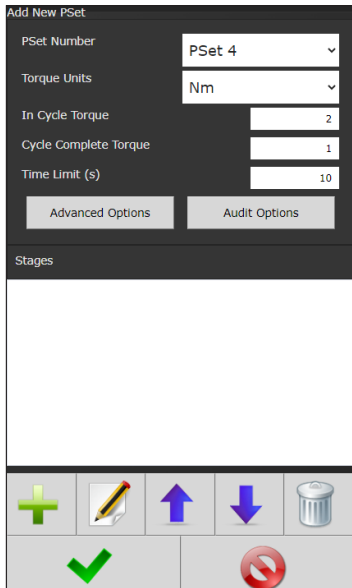 Add New PSet
PSet Number PSet 4
Torque Units Nm
In Cycle Torque 2
Cycle Complete Torque 1
Time Limit (s) 10
Advanced Options Audit Options
Stages